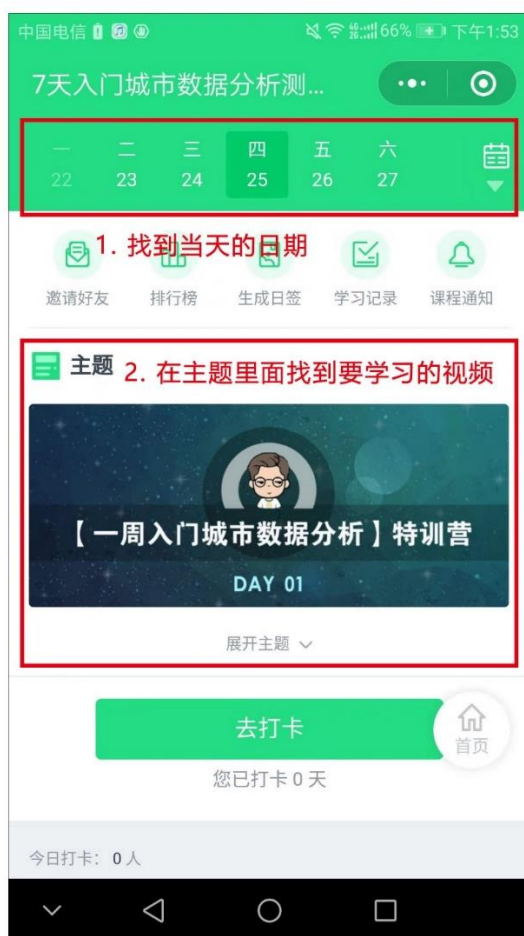 中国电信 66% 下午1:53
7天入门城市数据分析测...
一 二 三 四 五 六
22 23 24 25 26 27
1. 找到当天的日期
邀请好友 排行榜 生成日签 学习记录 课程通知
主题
2. 在主题里面找到要学习的视频
【一周入门城市数据分析】特训营
DAY 01
展开主题
去打卡
首页
您已打卡 0 天
今日打卡： 0 人